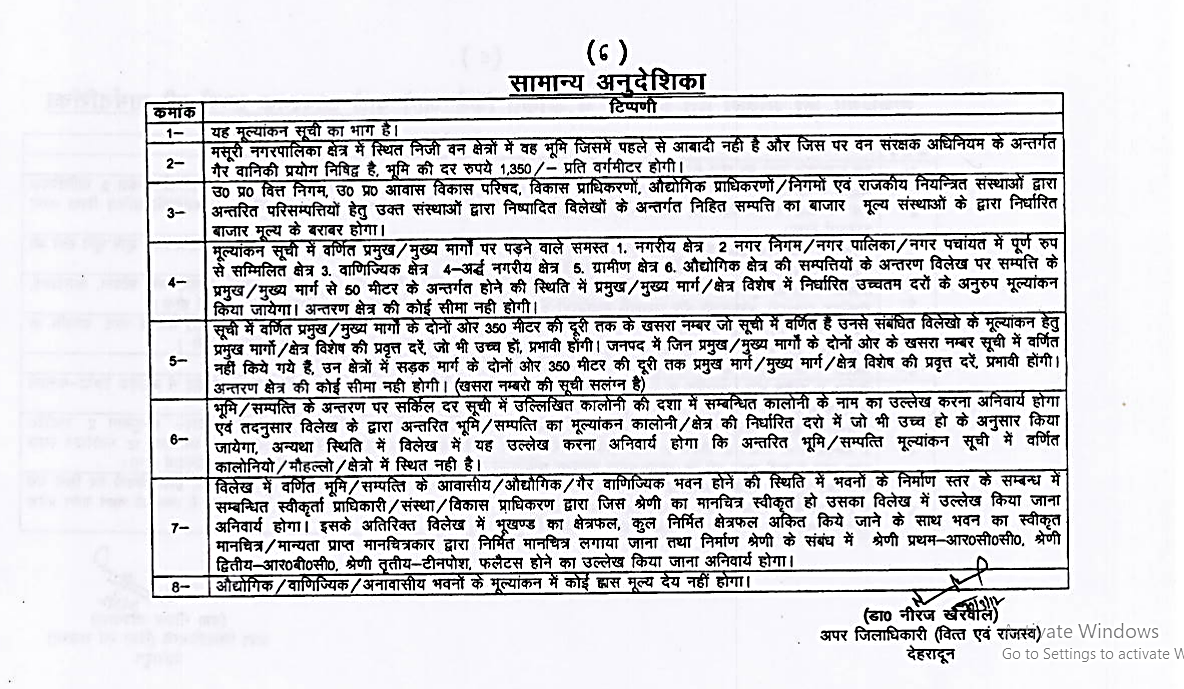 (६)
सामान्य अनुदेशिका
कमांक टिप्पणी
1– यह मूल्यांकन सूची का भाग है।
2– मसूरी नगरपालिका क्षेत्र में स्थित निजी वन क्षेत्रों में वह भूमि जिसमें पहले से आबादी नही है और जिस पर वन संरक्षक अधिनियम के अन्तर्गत
गैर वानिकी प्रयोग निषिद्व है, भूमि की दर रुपये 1,350/– प्रति वर्गमीटर होगी।
3– उ0 प्र0 वित्त निगम, उ0 प्र0 आवास विकास परिषद, विकास प्राधिकरणों, औद्योगिक प्राधिकरणों/निगमों एवं राजकीय नियन्त्रित संस्थाओं द्वारा
अन्तरित परिसम्पत्तियों हेतु उक्त संस्थाओं द्वारा निष्पादित विलेखों के अन्तर्गत निहित सम्पत्ति का बाजार मूल्य संस्थाओं के द्वारा निर्धारित
बाजार मूल्य के बराबर होगा।
4– मूल्यांकन सूची में वर्णित प्रमुख/मुख्य मार्गों पर पड़ने वाले समस्त 1. नगरीय क्षेत्र 2 नगर निगम/नगर पालिका/नगर पचांयत में पूर्ण रुप
से सम्मिलित क्षेत्र 3. वाणिज्यिक क्षेत्र 4–अर्द्ध नगरीय क्षेत्र 5. ग्रामीण क्षेत्र 6. औद्योगिक क्षेत्र की सम्पत्तियों के अन्तरण विलेख पर सम्पत्ति के
प्रमुख/मुख्य मार्ग से 50 मीटर के अन्तर्गत होने की स्थिति में प्रमुख/मुख्य मार्ग/क्षेत्र विशेष में निर्धारित उच्चतम दरों के अनुरुप मूल्यांकन
किया जायेगा। अन्तरण क्षेत्र की कोई सीमा नही होगी।
5– सूची में वर्णित प्रमुख/मुख्य मार्गो के दोनों ओर 350 मीटर की दूरी तक के खसरा नम्बर जो सूची में वर्णित है उनसे संबंधित विलेखो के मूल्यांकन हेतु
प्रमुख मार्गो/क्षेत्र विशेष की प्रवृत्त दरें, जो भी उच्च हों, प्रभावी होंगी। जनपद में जिन प्रमुख/मुख्य मार्गों के दोनों ओर के खसरा नम्बर सूची में वर्णित
नहीं किये गये है, उन क्षेत्रों में सड़क मार्ग के दोनों ओर 350 मीटर की दूरी तक प्रमुख मार्ग/मुख्य मार्ग/क्षेत्र विशेष की प्रवृत्त दरें, प्रभावी होंगी।
अन्तरण क्षेत्र की कोई सीमा नही होगी। (खसरा नम्बरो की सूची सलंग्न है)
6– भूमि/सम्पत्ति के अन्तरण पर सर्किल दर सूची में उल्लिखित कालोनी की दशा में सम्बन्धित कालोनी के नाम का उल्लेख करना अनिवार्य होगा
एवं तदनुसार विलेख के द्वारा अन्तरित भूमि/सम्पत्ति का मूल्यांकन कालोनी/क्षेत्र की निर्धारित दरो में जो भी उच्च हो के अनुसार किया
जायेगा, अन्यथा स्थिति में विलेख में यह उल्लेख करना अनिवार्य होगा कि अन्तरित भूमि/सम्पत्ति मूल्यांकन सूची में वर्णित
कालोनियो/मौहल्लो/क्षेत्रो में स्थित नही है।
7– विलेख में वर्णित भूमि/सम्पत्ति के आवासीय/औद्योगिक/गैर वाणिज्यिक भवन होने की स्थिति में भवनों के निर्माण स्तर के सम्बन्ध में
सम्बन्धित स्वीकृर्ता प्राधिकारी/संस्था/विकास प्राधिकरण द्वारा जिस श्रेणी का मानचित्र स्वीकृत हो उसका विलेख में उल्लेख किया जाना
अनिवार्य होगा। इसके अतिरिक्त विलेख में भूखण्ड का क्षेत्रफल, कुल निर्मित क्षेत्रफल अकित किये जाने के साथ भवन का स्वीकृत
मानचित्र/मान्यता प्राप्त मानचित्रकार द्वारा निर्मित मानचित्र लगाया जाना तथा निर्माण श्रेणी के संबंध में श्रेणी प्रथम–आर0सी0सी0, श्रेणी
द्वितीय–आर0बी0सी0, श्रेणी तृतीय–टीनपोश, फलैटस होने का उल्लेख किया जाना अनिवार्य होगा।
8– औद्योगिक/वाणिज्यिक/अनावासीय भवनों के मूल्यांकन में कोई ह्रास मूल्य देय नहीं होगा।
(डा0 नीरज खैरवाल)
अपर जिलाधिकारी (वित्त एवं राजस्व)
देहरादून
Activate Windows
Go to Settings to activate W